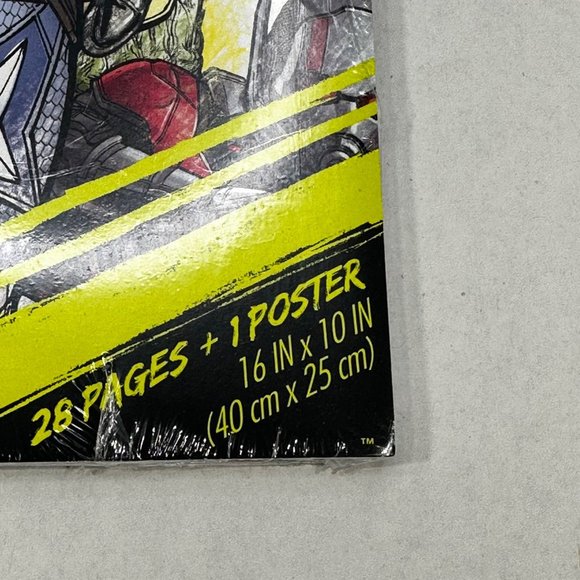 28 PAGES + 1 POSTER
16 IN x 10 IN
(40 cm x 25 cm)
™